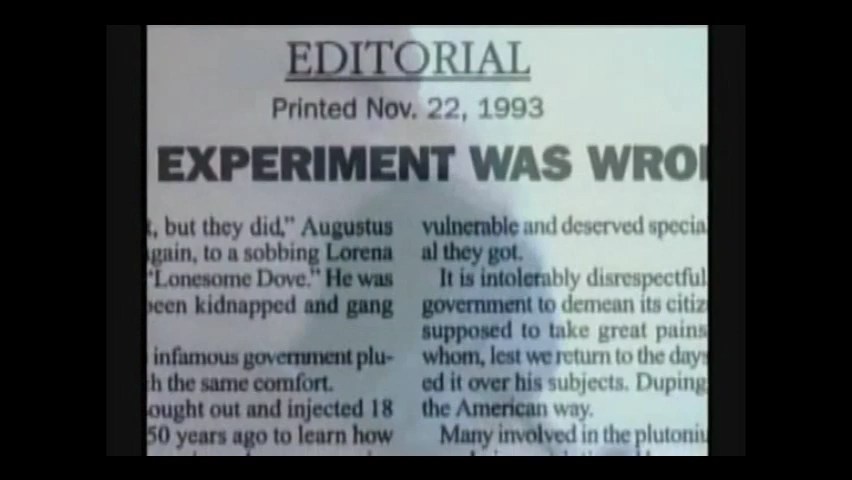 EDITORIAL
Printed Nov. 22, 1993
EXPERIMENT WAS WRO
, but they did," Augustus
gain, to a sobbing Lorena
"Lonesome Dove." He was
een kidnapped and gang
infamous government plu-
h the same comfort.
ought out and injected 18
50 years ago to learn how
vulnerable and deserved specia
al they got.
It is intolerably disrespectful
government to demean its citiz
supposed to take great pains
whom, lest we return to the days
ed it over his subjects. Duping
the American way.
Many involved in the plutoniu